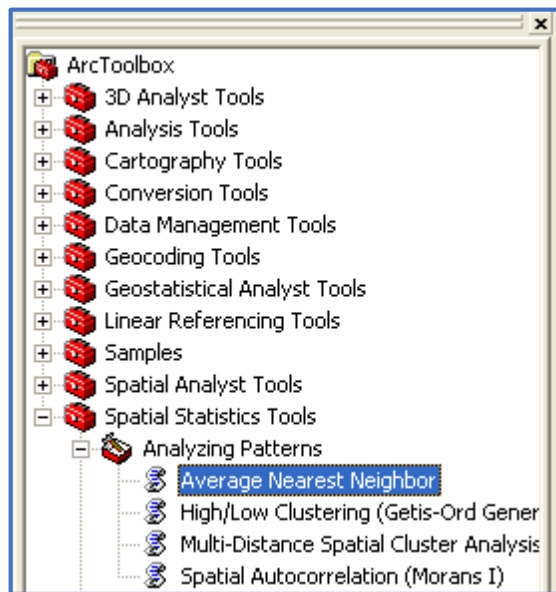 ArcToolbox
3D Analyst Tools
Analysis Tools
Cartography Tools
Conversion Tools
Data Management Tools
Geocoding Tools
Geostatistical Analyst Tools
Linear Referencing Tools
Samples
Spatial Analyst Tools
Spatial Statistics Tools
Analyzing Patterns
Average Nearest Neighbor
High/Low Clustering (Getis-Ord Gener
Multi-Distance Spatial Cluster Analysis
Spatial Autocorrelation (Morans I)